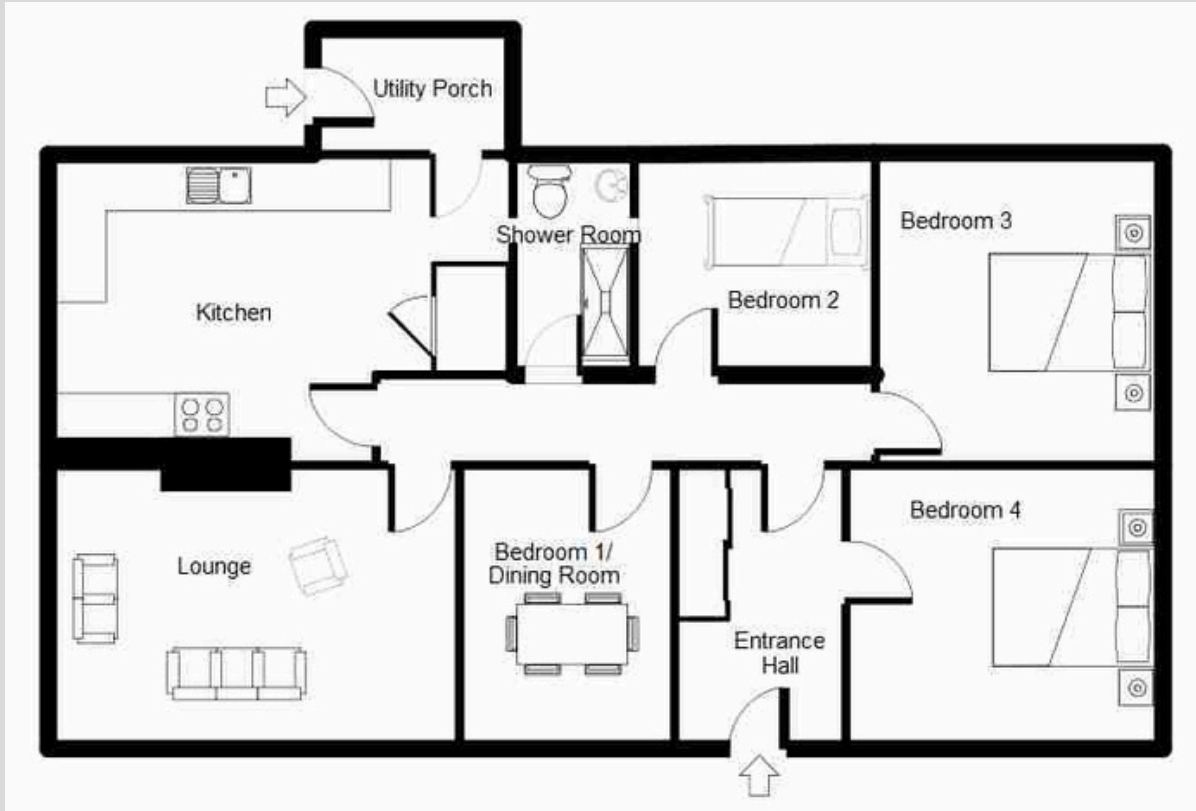 Utility Porch
Shower Room
Bedroom 3
Bedroom 2
Kitchen
Bedroom 4
Lounge
Bedroom 1/
Dining Room
Entrance
Hall